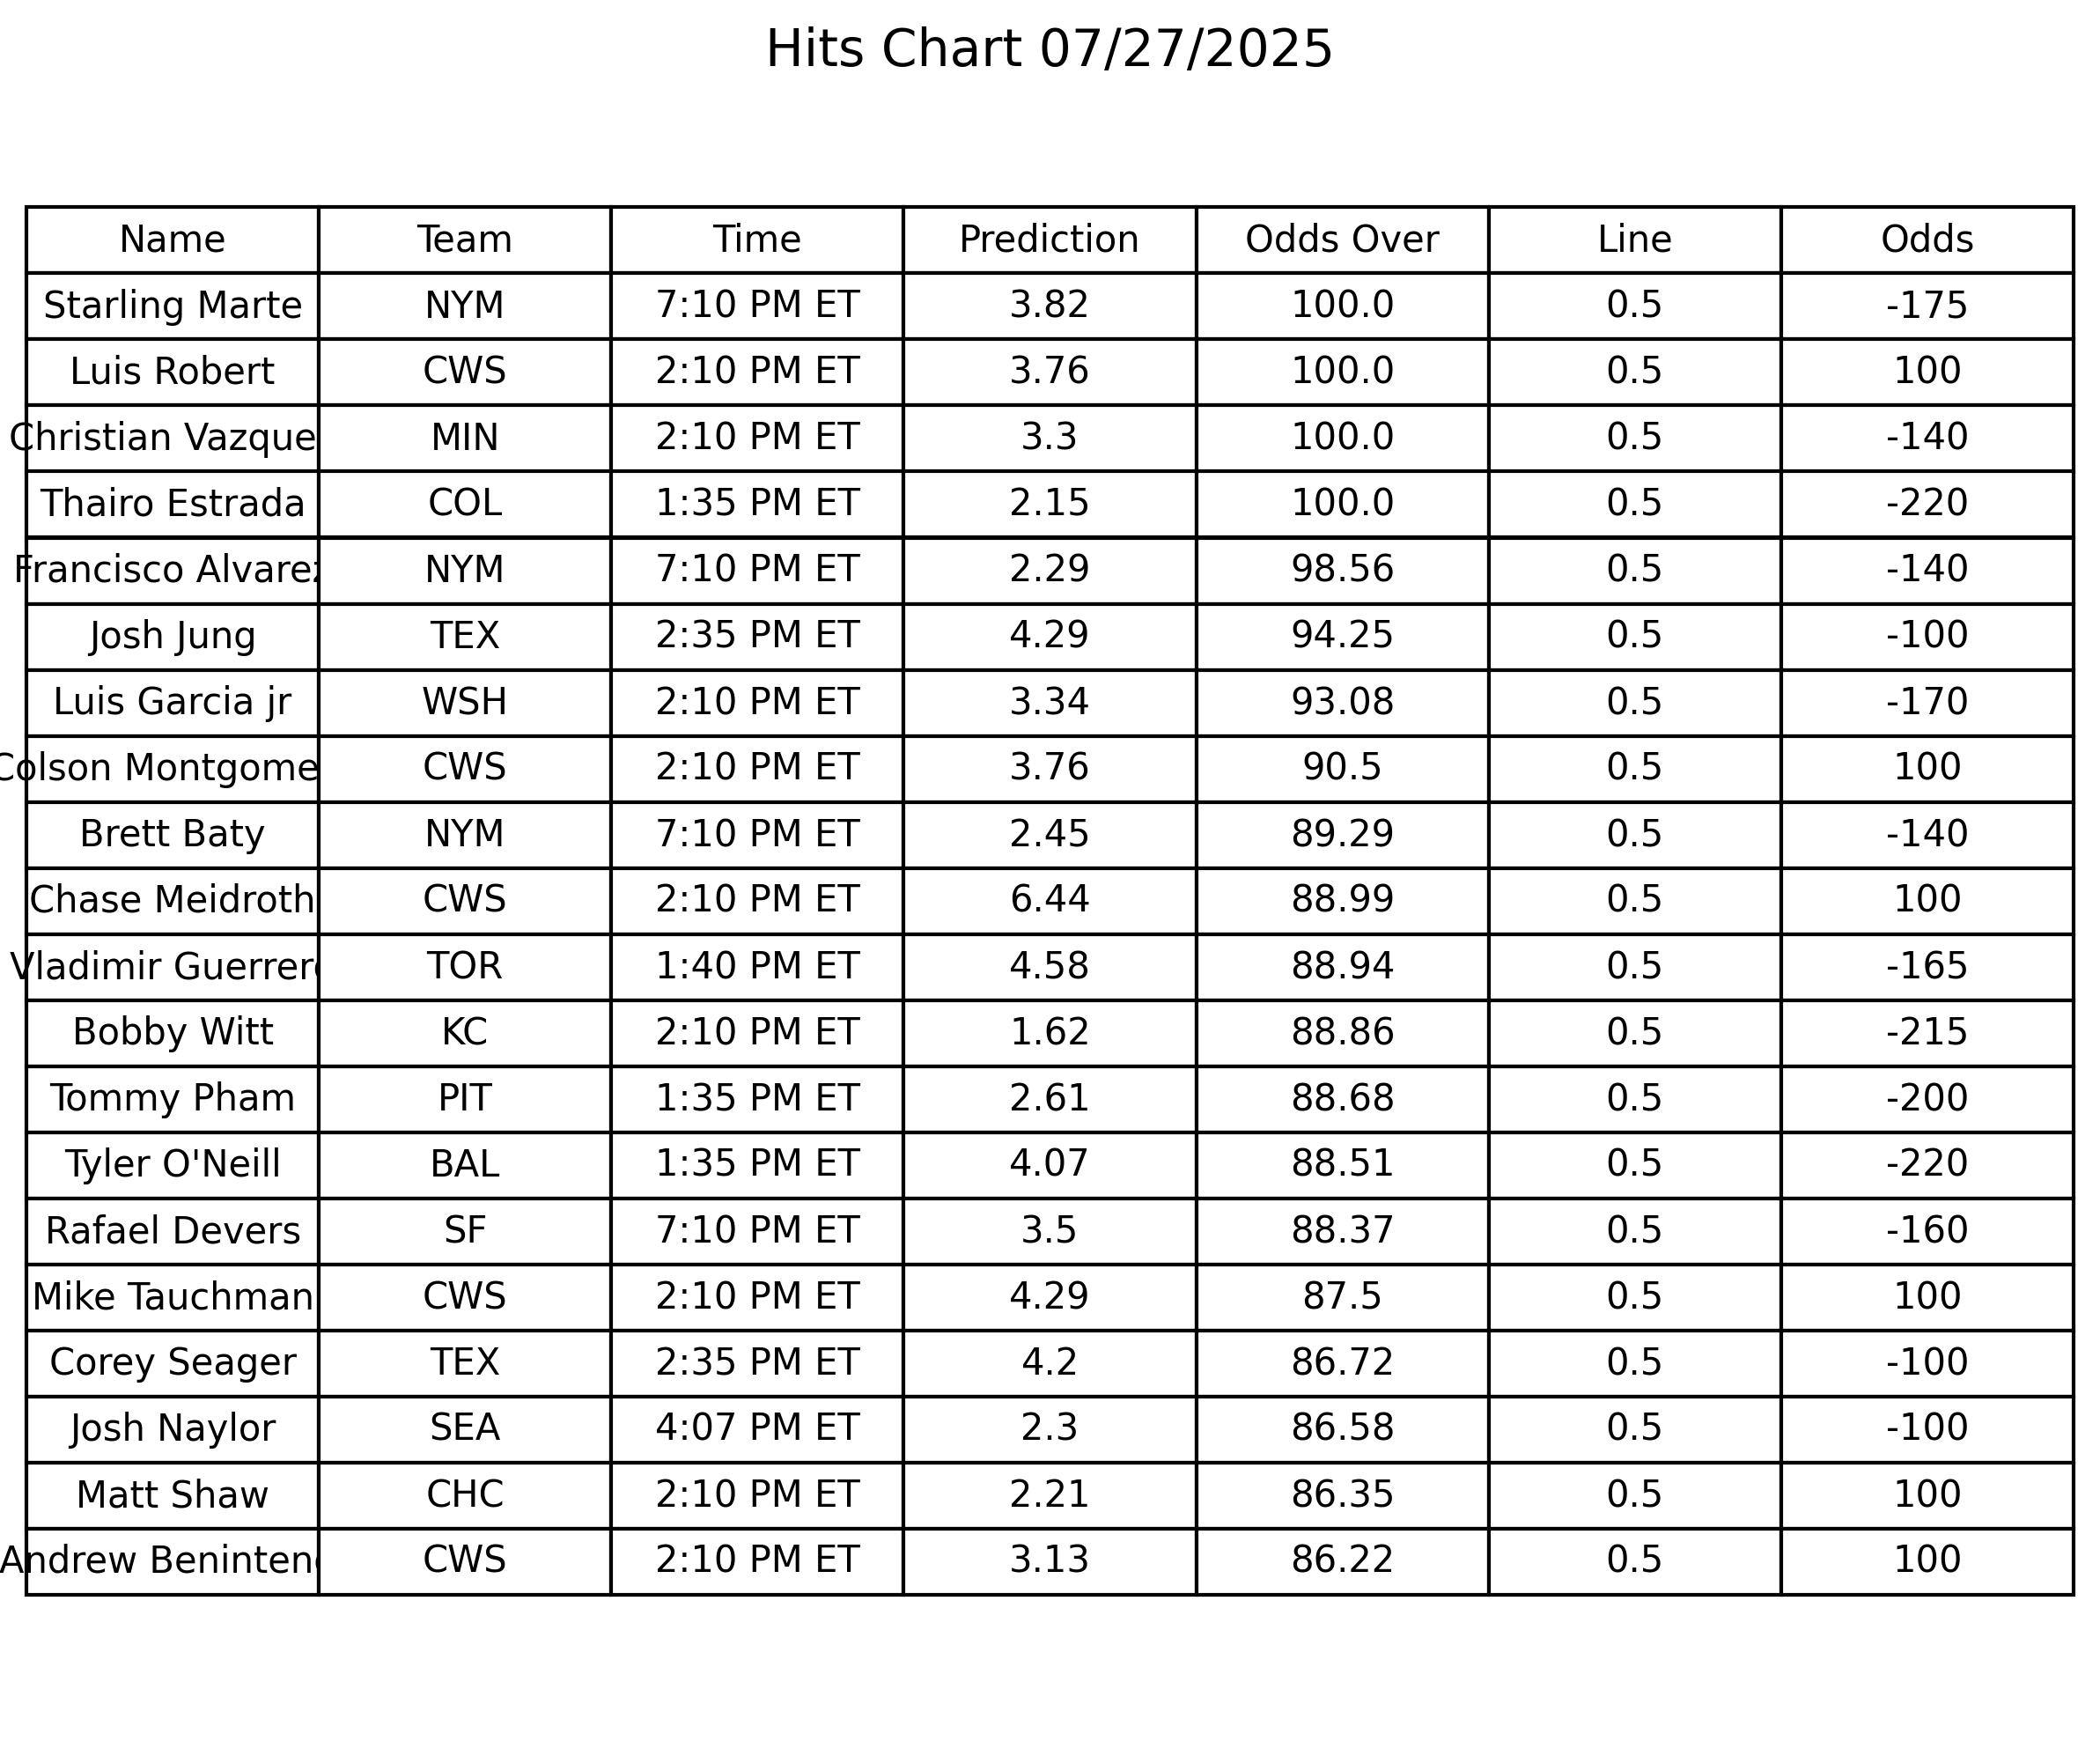 Hits Chart 07/27/2025
Name Team Time Prediction Odds Over Line Odds
Starling Marte NYM 7:10 PM ET 3.82 100.0 0.5 -175
Luis Robert CWS 2:10 PM ET 3.76 100.0 0.5 100
Christian Vazque MIN 2:10 PM ET 3.3 100.0 0.5 -140
Thairo Estrada COL 1:35 PM ET 2.15 100.0 0.5 -220
Francisco Alvarez NYM 7:10 PM ET 2.29 98.56 0.5 -140
Josh Jung TEX 2:35 PM ET 4.29 94.25 0.5 -100
Luis Garcia jr WSH 2:10 PM ET 3.34 93.08 0.5 -170
Colson Montgome CWS 2:10 PM ET 3.76 90.5 0.5 100
Brett Baty NYM 7:10 PM ET 2.45 89.29 0.5 -140
Chase Meidroth CWS 2:10 PM ET 6.44 88.99 0.5 100
Vladimir Guerrero TOR 1:40 PM ET 4.58 88.94 0.5 -165
Bobby Witt KC 2:10 PM ET 1.62 88.86 0.5 -215
Tommy Pham PIT 1:35 PM ET 2.61 88.68 0.5 -200
Tyler O'Neill BAL 1:35 PM ET 4.07 88.51 0.5 -220
Rafael Devers SF 7:10 PM ET 3.5 88.37 0.5 -160
Mike Tauchman CWS 2:10 PM ET 4.29 87.5 0.5 100
Corey Seager TEX 2:35 PM ET 4.2 86.72 0.5 -100
Josh Naylor SEA 4:07 PM ET 2.3 86.58 0.5 -100
Matt Shaw CHC 2:10 PM ET 2.21 86.35 0.5 100
Andrew Beninten CWS 2:10 PM ET 3.13 86.22 0.5 100